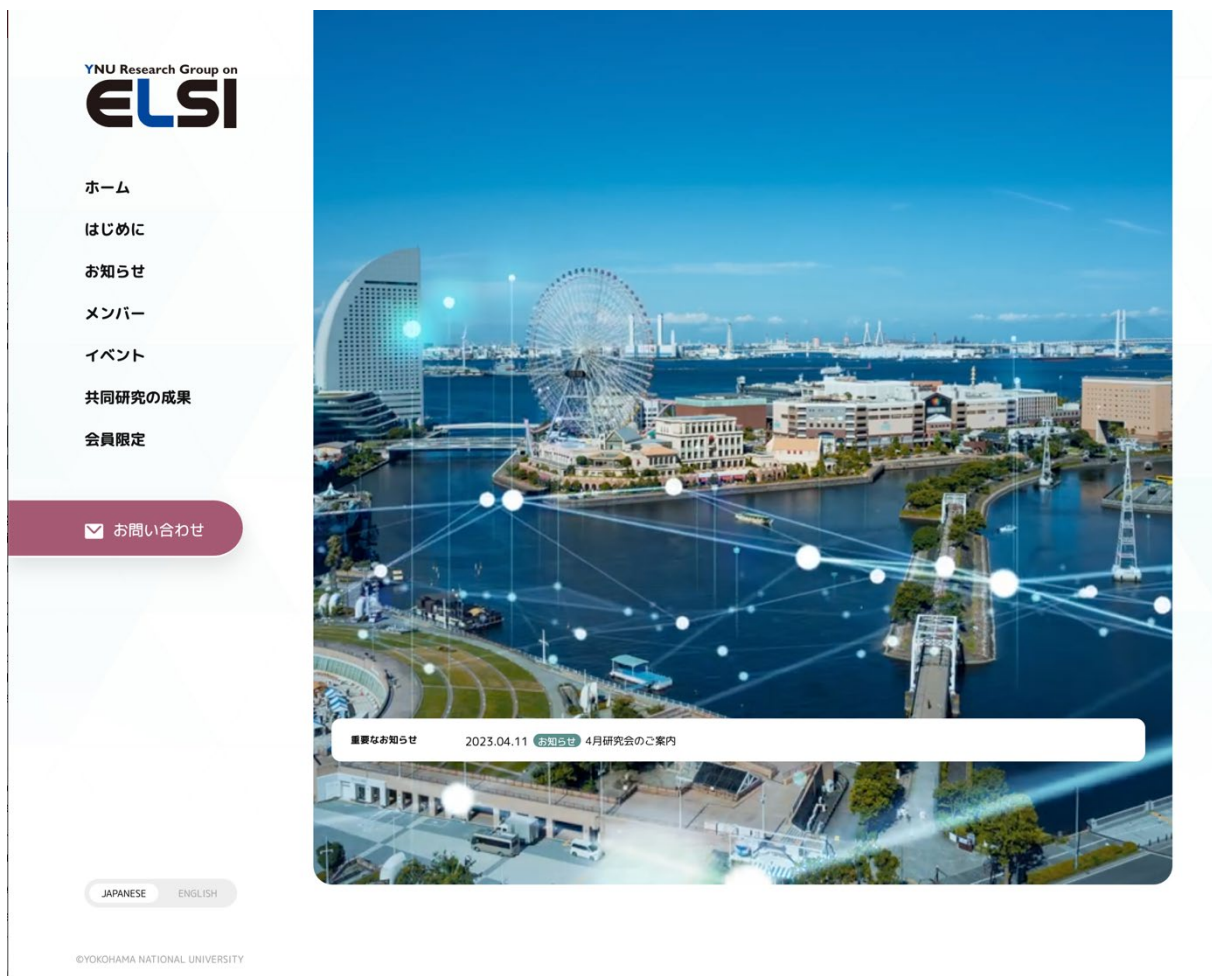 YNU Research Group on
ELSI
ホーム
はじめに
お知らせ
メンバー
イベント
共同研究の成果
会員限定
お問い合わせ
重要なお知らせ 2023.04.11 お知らせ 4月研究会のご案内
JAPANESE ENGLISH
©YOKOHAMA NATIONAL UNIVERSITY